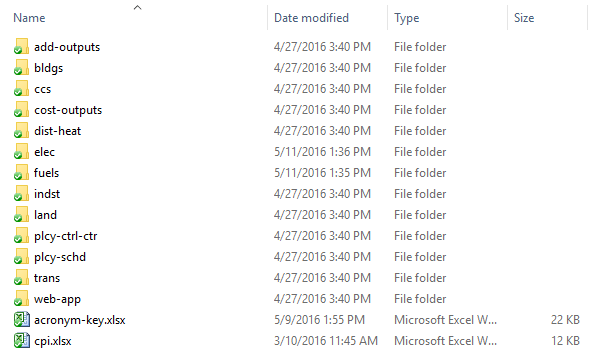 Name Date modified Type Size
add-outputs 4/27/2016 3:40 PM File folder
bldgs 4/27/2016 3:40 PM File folder
ccs 4/27/2016 3:40 PM File folder
cost-outputs 4/27/2016 3:40 PM File folder
dist-heat 4/27/2016 3:40 PM File folder
elec 5/11/2016 1:36 PM File folder
fuels 5/11/2016 1:35 PM File folder
indst 4/27/2016 3:40 PM File folder
land 4/27/2016 3:40 PM File folder
plcy-ctrl-ctr 4/27/2016 3:40 PM File folder
plcy-schd 4/27/2016 3:40 PM File folder
trans 4/27/2016 3:40 PM File folder
web-app 4/27/2016 3:40 PM File folder
acronym-key.xlsx 5/9/2016 1:55 PM Microsoft Excel W... 22 KB
cpi.xlsx 3/10/2016 11:45 AM Microsoft Excel W... 12 KB